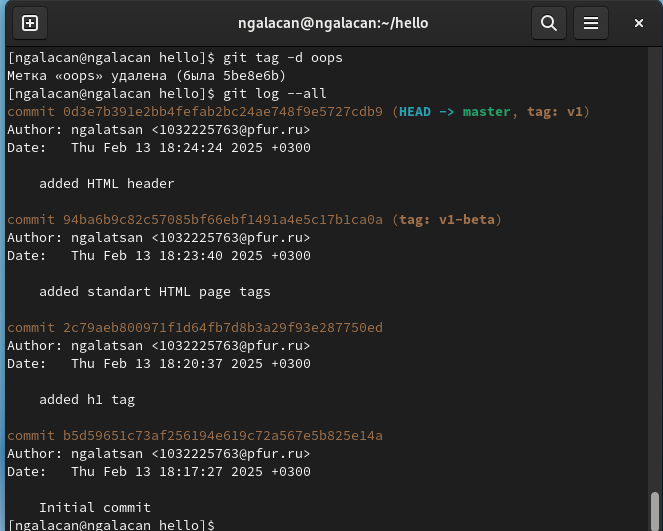 ngalacan@ngalacan:~/hello
[ngalacan@ngalacan hello]$ git tag -d oops
Метка «oops» удалена (была 5be8e6b)
[ngalacan@ngalacan hello]$ git log --all
commit 0d3e7b391e2bb4fefab2bc24ae748f9e5727cdb9 (HEAD -> master, tag: v1)
Author: ngalatsan <1032225763@pfur.ru>
Date:   Thu Feb 13 18:24:24 2025 +0300
added HTML header
commit 94ba6b9c82c57085bf66ebf1491a4e5c17b1ca0a (tag: v1-beta)
Author: ngalatsan <1032225763@pfur.ru>
Date:   Thu Feb 13 18:23:40 2025 +0300
added standart HTML page tags
commit 2c79aeb800971f1d64fb7d8b3a29f93e287750ed
Author: ngalatsan <1032225763@pfur.ru>
Date:   Thu Feb 13 18:20:37 2025 +0300
added h1 tag
commit b5d59651c73af256194e619c72a567e5b825e14a
Author: ngalatsan <1032225763@pfur.ru>
Date:   Thu Feb 13 18:17:27 2025 +0300
Initial commit
[ngalacan@ngalacan hello]$